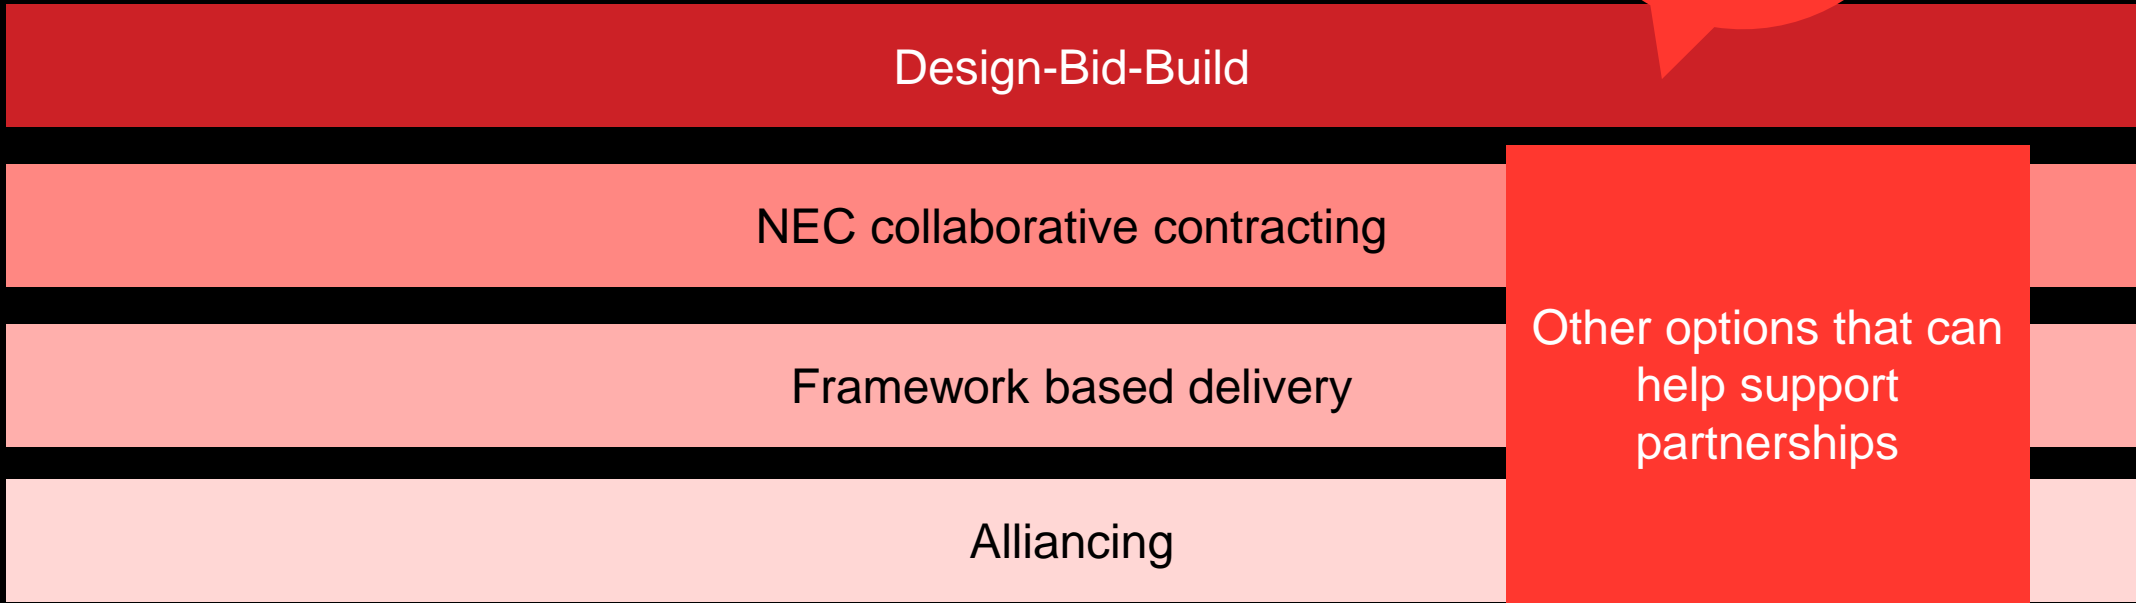 Design-Bid-Build
NEC collaborative contracting
Framework based delivery
Alliancing
Other options that can
help support
partnerships